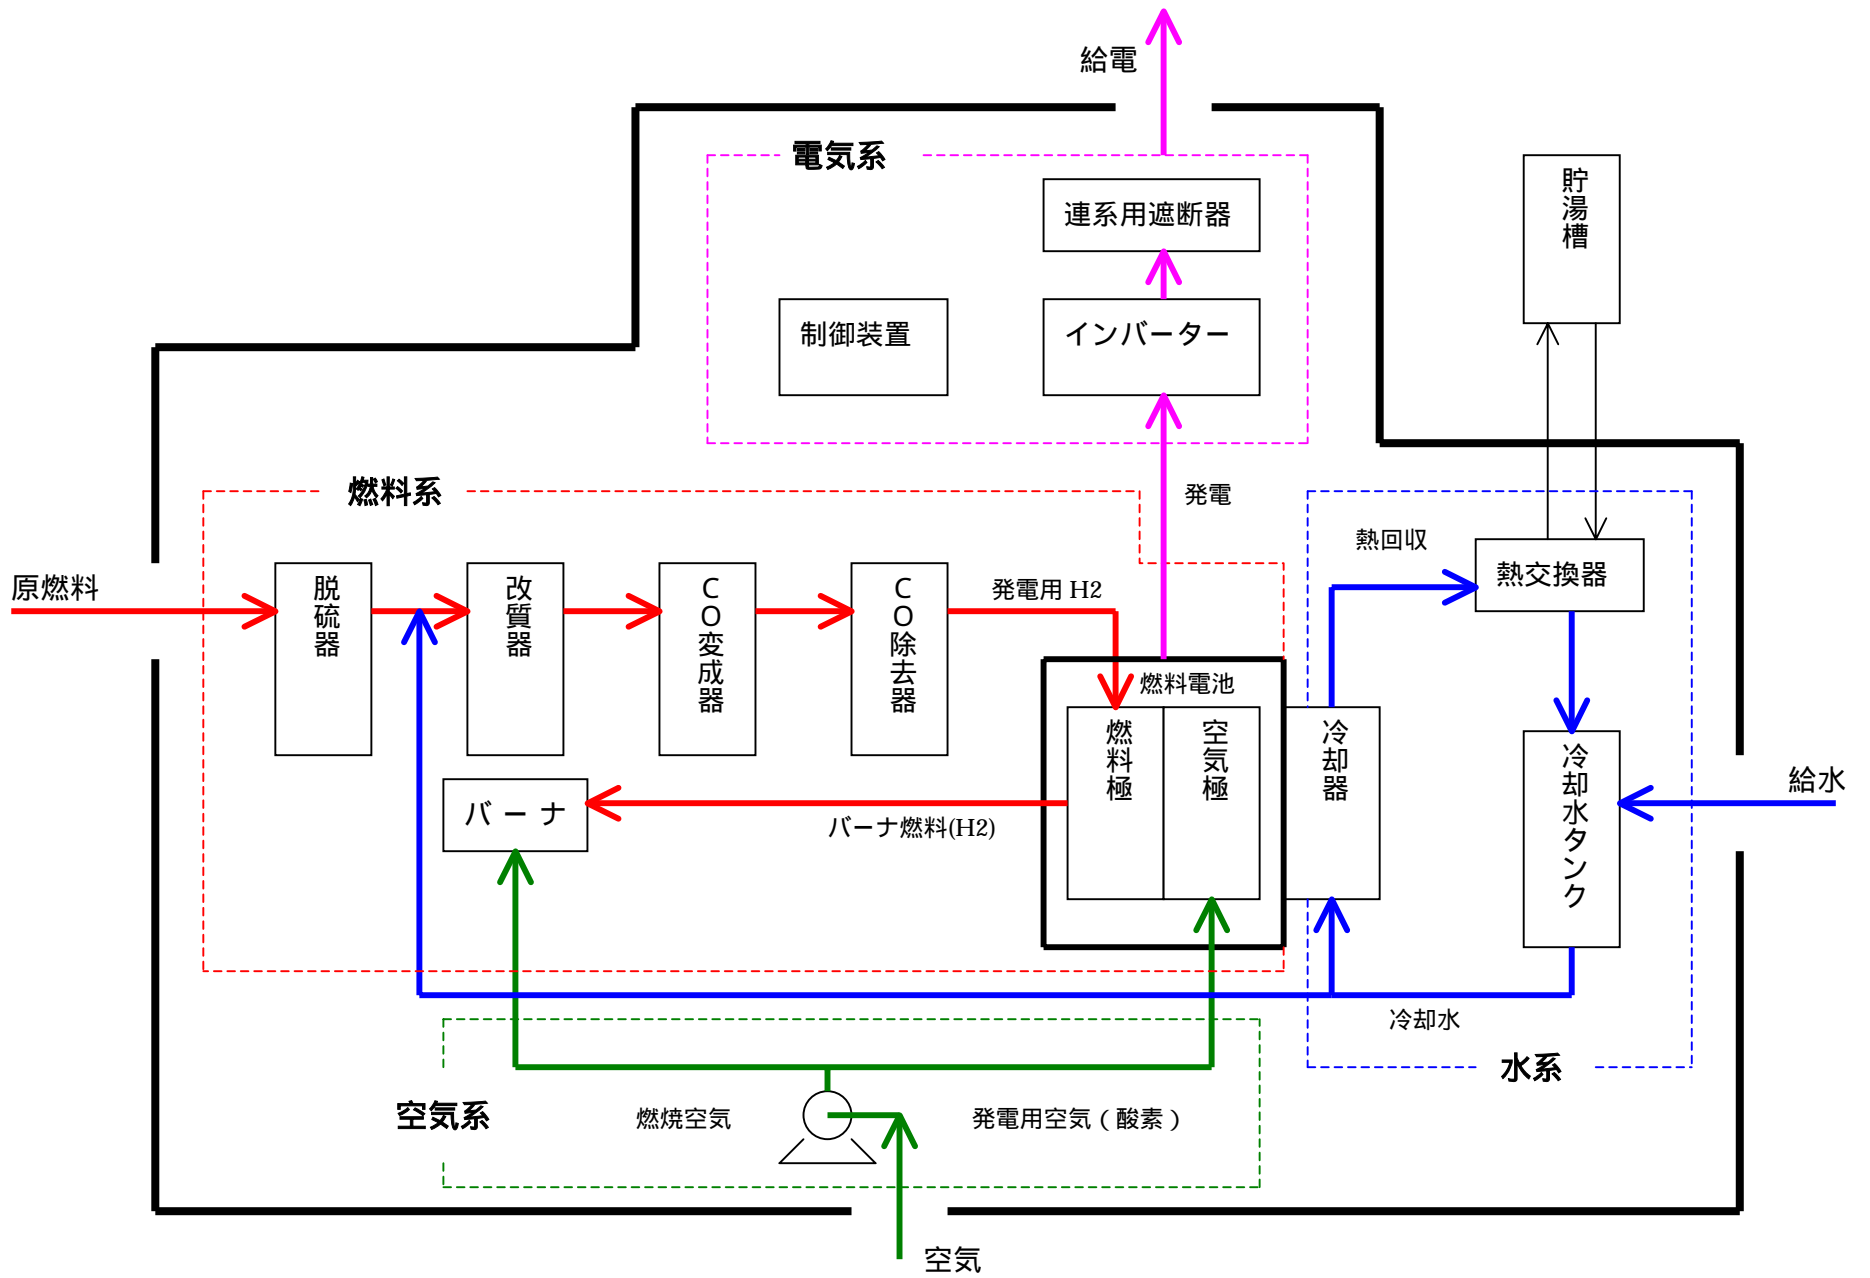 給電
電気系
連系用遮断器
貯湯槽
制御装置
インバーター
燃料系
発電
熱回収
熱交換器
原燃料
脱硫器
改質器
CO変成器
CO除去器
発電用 H2
燃料電池
燃料極
空気極
冷却器
冷却水タンク
給水
バーナ
バーナ燃料(H2)
冷却水
水系
空気系
燃焼空気
発電用空気(酸素)
空気